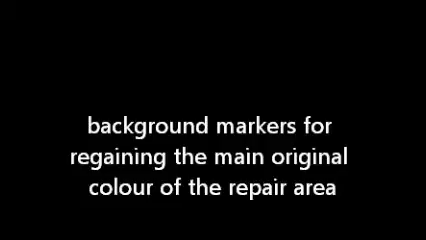 background markers for
regaining the main original
colour of the repair area